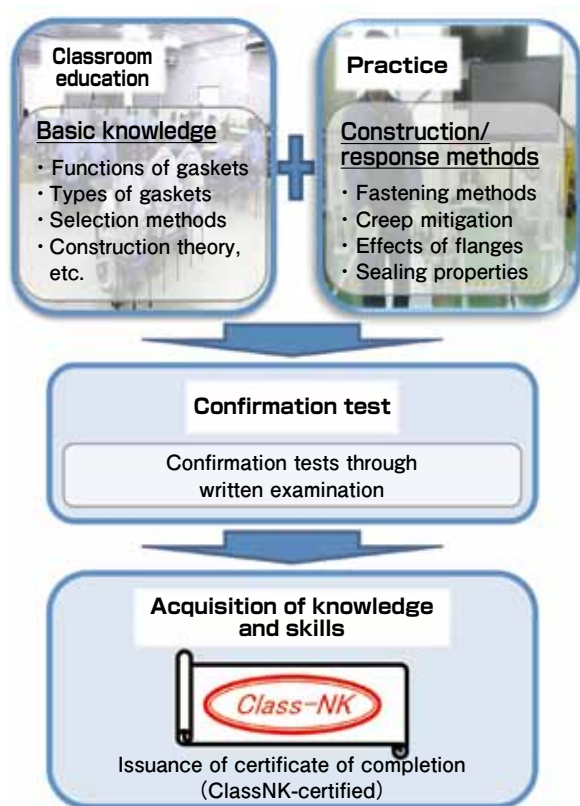 Classroom
education
Basic knowledge
・Functions of gaskets
・Types of gaskets
・Selection methods
・Construction theory,
etc.
Practice
Construction/
response methods
・Fastening methods
・Creep mitigation
・Effects of flanges
・Sealing properties
Confirmation test
Confirmation tests through
written examination
Acquisition of knowledge
and skills
Class-NK
Issuance of certificate of completion
(ClassNK-certified)